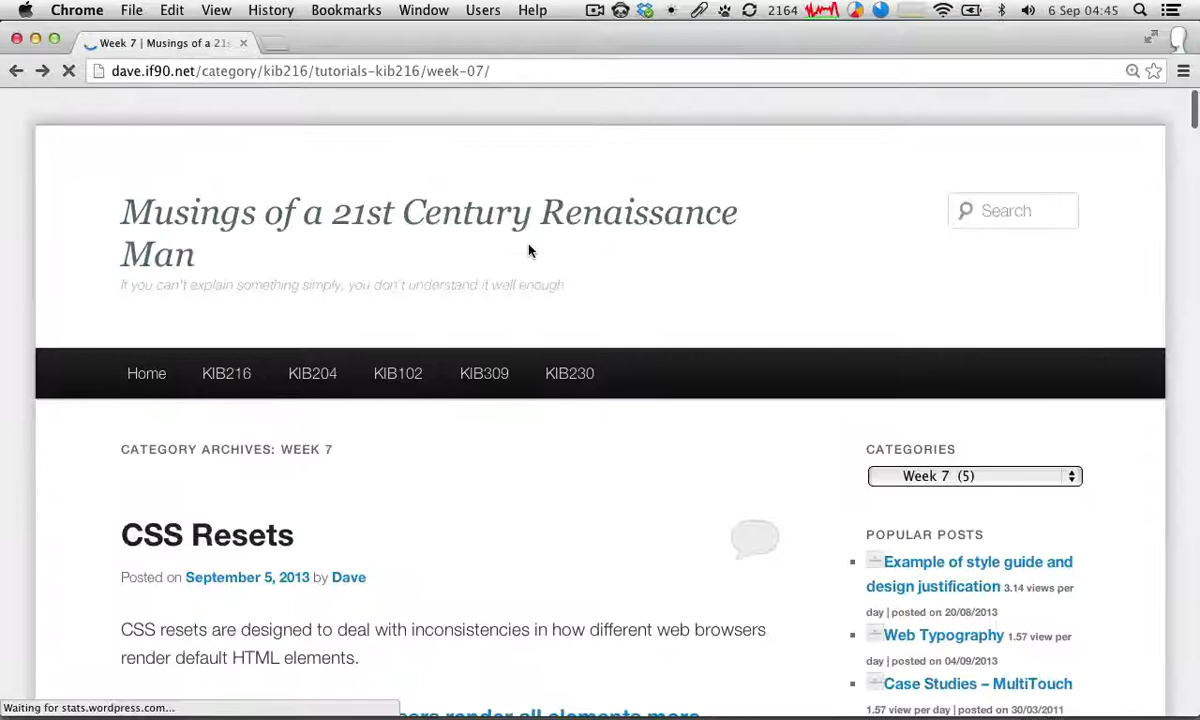 Chrome File Edit View History Bookmarks Window Users Help 2164 6 Sep 04:45
Week 7 | Musings of a 21s
dave.if90.net/category/kib216/tutorials-kib216/week-07/
Musings of a 21st Century Renaissance
Man
Search
If you can't explain something simply, you don't understand it well enough
Home KIB216 KIB204 KIB102 KIB309 KIB230
CATEGORY ARCHIVES: WEEK 7
CATEGORIES
Week 7 (5)
CSS Resets
Posted on September 5, 2013 by Dave
CSS resets are designed to deal with inconsistencies in how different web browsers
render default HTML elements.
POPULAR POSTS
Example of style guide and
design justification 3.14 views per
day | posted on 20/08/2013
Web Typography 1.57 view per
day | posted on 04/09/2013
Case Studies – MultiTouch
1.57 view per day | posted on 30/03/2011
Waiting for stats.wordpress.com...
render all elements more